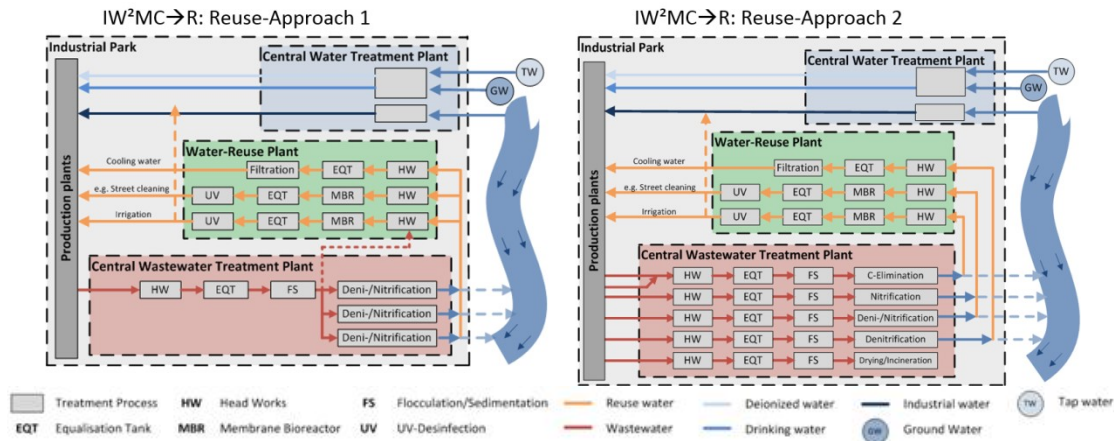 IW²MC→R: Reuse-Approach 1
Industrial Park
Central Water Treatment Plant
TW
GW
Production plants
Water-Reuse Plant
Cooling water
Filtration
EQT
HW
e.g. Street cleaning
UV
EQT
MBR
HW
Irrigation
UV
EQT
MBR
HW
Central Wastewater Treatment Plant
HW
EQT
FS
Deni-/Nitrification
Deni-/Nitrification
Deni-/Nitrification
IW²MC→R: Reuse-Approach 2
Industrial Park
Central Water Treatment Plant
TW
GW
Production plants
Water-Reuse Plant
Cooling water
Filtration
EQT
HW
e.g. Street cleaning
UV
EQT
MBR
HW
Irrigation
UV
EQT
MBR
HW
Central Wastewater Treatment Plant
HW
EQT
FS
C-Elimination
HW
EQT
FS
Nitrification
HW
EQT
FS
Deni-/Nitrification
HW
EQT
FS
Denitrification
HW
EQT
FS
Drying/Incineration
Treatment Process
HW Head Works
FS Flocculation/Sedimentation
Reuse water
Deionized water
Industrial water
TW Tap water
EQT Equalisation Tank
MBR Membrane Bioreactor
UV UV-Desinfection
Wastewater
Drinking water
GW Ground Water